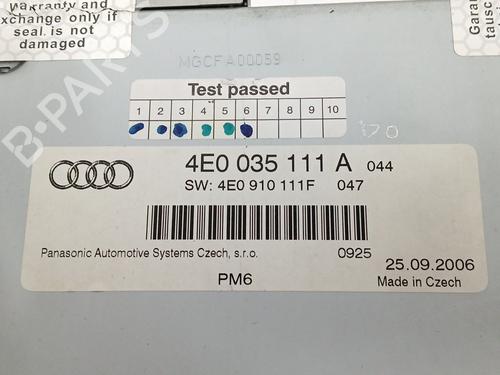 Warranty and
exchange only if
seal is not
damaged
tausc
MGCFA00059
Test passed
1 2 3 4 5 6 7 8 9 10
4E0 035 111 A 044
SW: 4E0 910 111F 047
Panasonic Automotive Systems Czech, s.r.o. 0925
25.09.2006
PM6
Made in Czech
B-PARTS